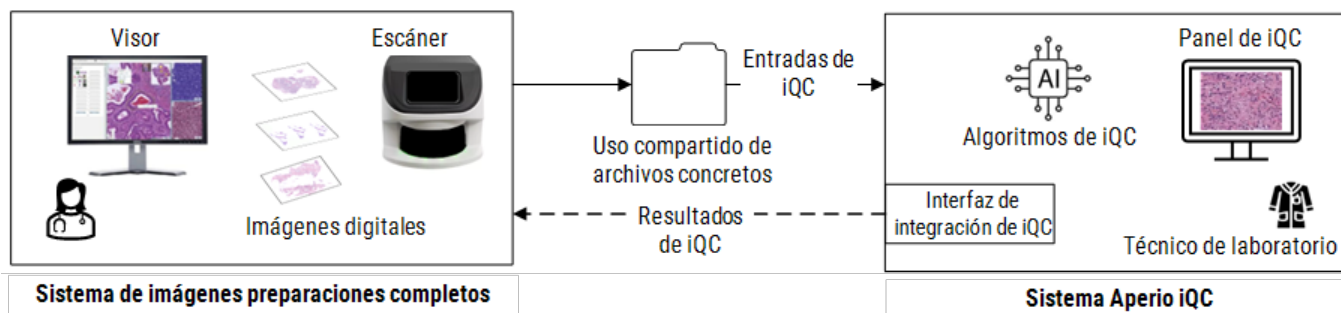 Visor
Escáner
Imágenes digitales
Sistema de imágenes preparaciones completos
Entradas de
iQC
Uso compartido de
archivos concretos
Resultados
de iQC
Panel de iQC
AI
Algoritmos de iQC
Interfaz de
integración de iQC
Técnico de laboratorio
Sistema Aperio iQC